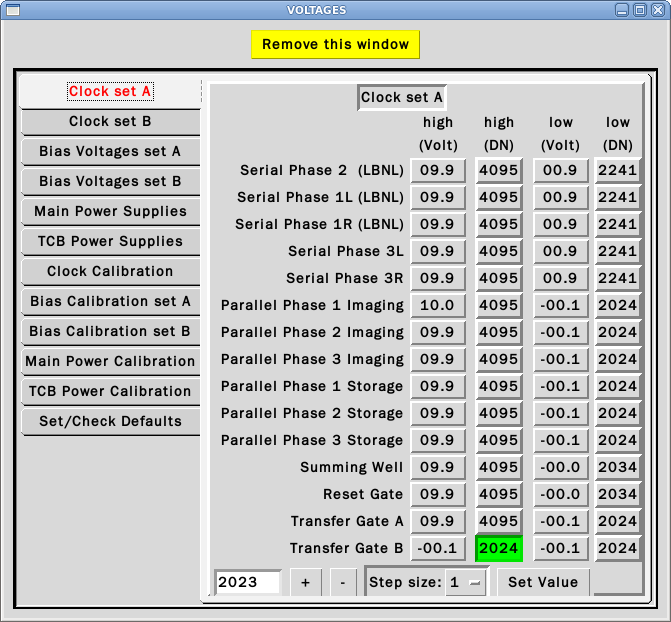 VOLTAGES
Remove this window
Clock set A
Clock set B
Bias Voltages set A
Bias Voltages set B
Main Power Supplies
TCB Power Supplies
Clock Calibration
Bias Calibration set A
Bias Calibration set B
Main Power Calibration
TCB Power Calibration
Set/Check Defaults
Clock set A
high high low low
(Volt) (DN) (Volt) (DN)
Serial Phase 2 (LBNL) 09.9 4095 00.9 2241
Serial Phase 1L (LBNL) 09.9 4095 00.9 2241
Serial Phase 1R (LBNL) 09.9 4095 00.9 2241
Serial Phase 3L 09.9 4095 00.9 2241
Serial Phase 3R 09.9 4095 00.9 2241
Parallel Phase 1 Imaging 10.0 4095 -00.1 2024
Parallel Phase 2 Imaging 09.9 4095 -00.1 2024
Parallel Phase 3 Imaging 09.9 4095 -00.1 2024
Parallel Phase 1 Storage 09.9 4095 -00.1 2024
Parallel Phase 2 Storage 09.9 4095 -00.1 2024
Parallel Phase 3 Storage 09.9 4095 -00.1 2024
Summing Well 09.9 4095 -00.0 2034
Reset Gate 09.9 4095 -00.0 2034
Transfer Gate A 09.9 4095 -00.1 2024
Transfer Gate B -00.1 2024 -00.1 2024
2023 + - Step size: 1 Set Value